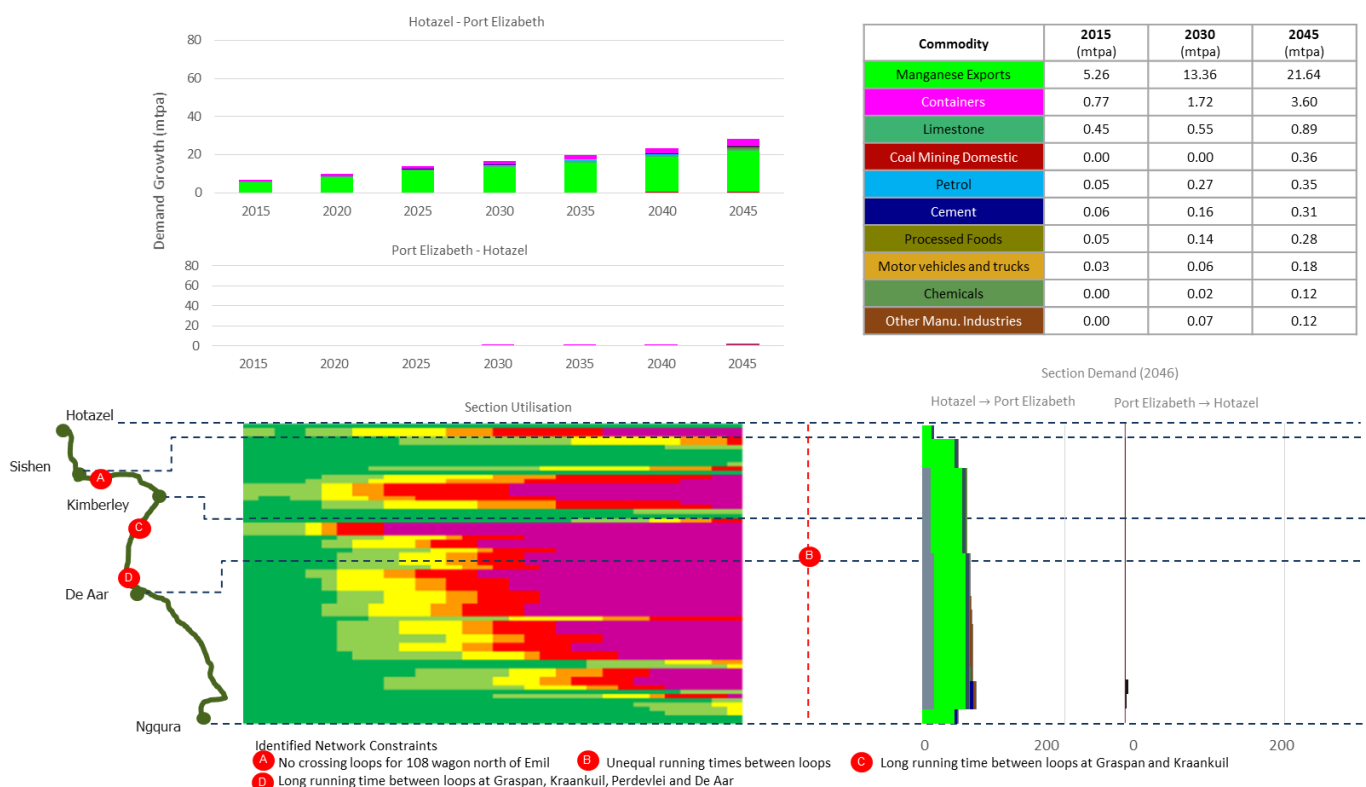 Hotazel - Port Elizabeth
Demand Growth (mtpa)
80
60
40
20
0
2015 2020 2025 2030 2035 2040 2045
Port Elizabeth - Hotazel
80
60
40
20
0
2015 2020 2025 2030 2035 2040 2045
Commodity 2015 (mtpa) 2030 (mtpa) 2045 (mtpa)
Manganese Exports 5.26 13.36 21.64
Containers 0.77 1.72 3.60
Limestone 0.45 0.55 0.89
Coal Mining Domestic 0.00 0.00 0.36
Petrol 0.05 0.27 0.35
Cement 0.06 0.16 0.31
Processed Foods 0.05 0.14 0.28
Motor vehicles and trucks 0.03 0.06 0.18
Chemicals 0.00 0.02 0.12
Other Manu. Industries 0.00 0.07 0.12
Section Demand (2046)
Section Utilisation
Hotazel → Port Elizabeth
Port Elizabeth → Hotazel
Hotazel
Sishen
A
Kimberley
C
B
D
De Aar
Ngqura
0 200 0 200
Identified Network Constraints
A No crossing loops for 108 wagon north of Emil
B Unequal running times between loops
C Long running time between loops at Graspan and Kraankuil
D Long running time between loops at Graspan, Kraankuil, Perdevlei and De Aar